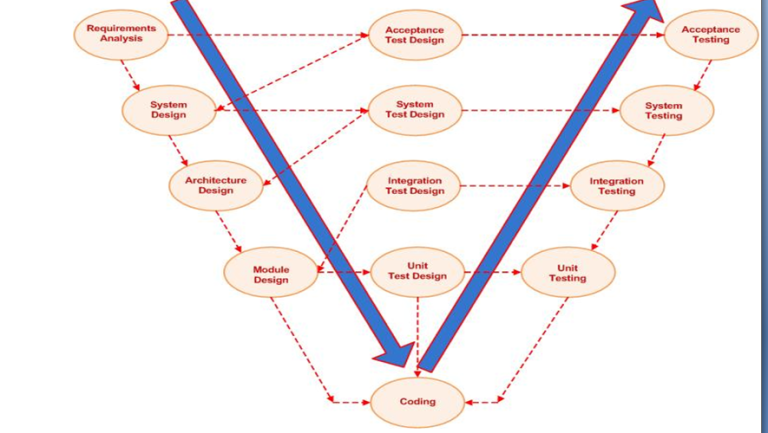 Requirements
Analysis
Acceptance
Test Design
Acceptance
Testing
System
Design
System
Test Design
System
Testing
Architecture
Design
Integration
Test Design
Integration
Testing
Module
Design
Unit
Test Design
Unit
Testing
Coding